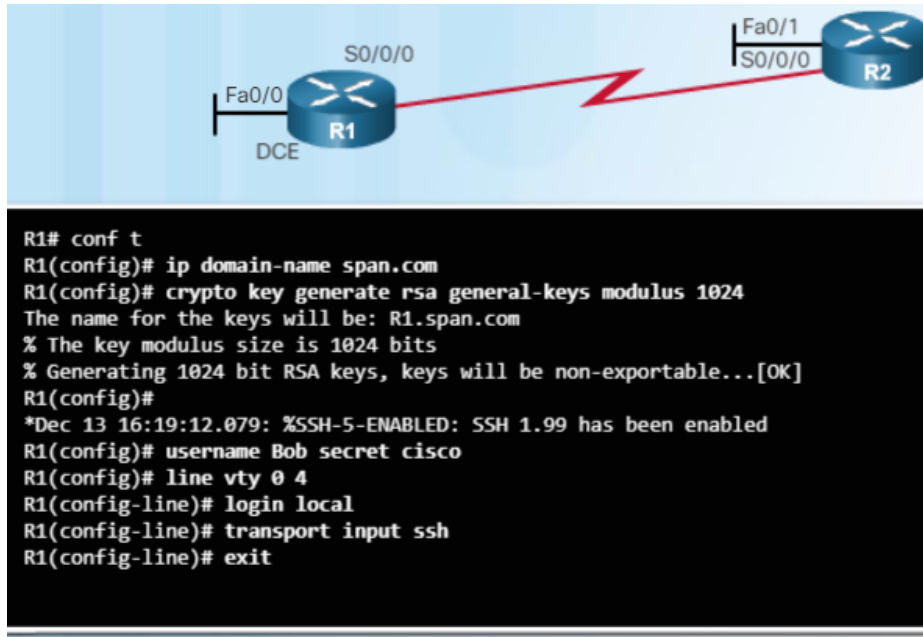 Fa0/1
S0/0/0
S0/0/0
R2
Fa0/0
R1
DCE
R1# conf t
R1(config)# ip domain-name span.com
R1(config)# crypto key generate rsa general-keys modulus 1024
The name for the keys will be: R1.span.com
% The key modulus size is 1024 bits
% Generating 1024 bit RSA keys, keys will be non-exportable...[OK]
R1(config)#
*Dec 13 16:19:12.079: %SSH-5-ENABLED: SSH 1.99 has been enabled
R1(config)# username Bob secret cisco
R1(config)# line vty 0 4
R1(config-line)# login local
R1(config-line)# transport input ssh
R1(config-line)# exit